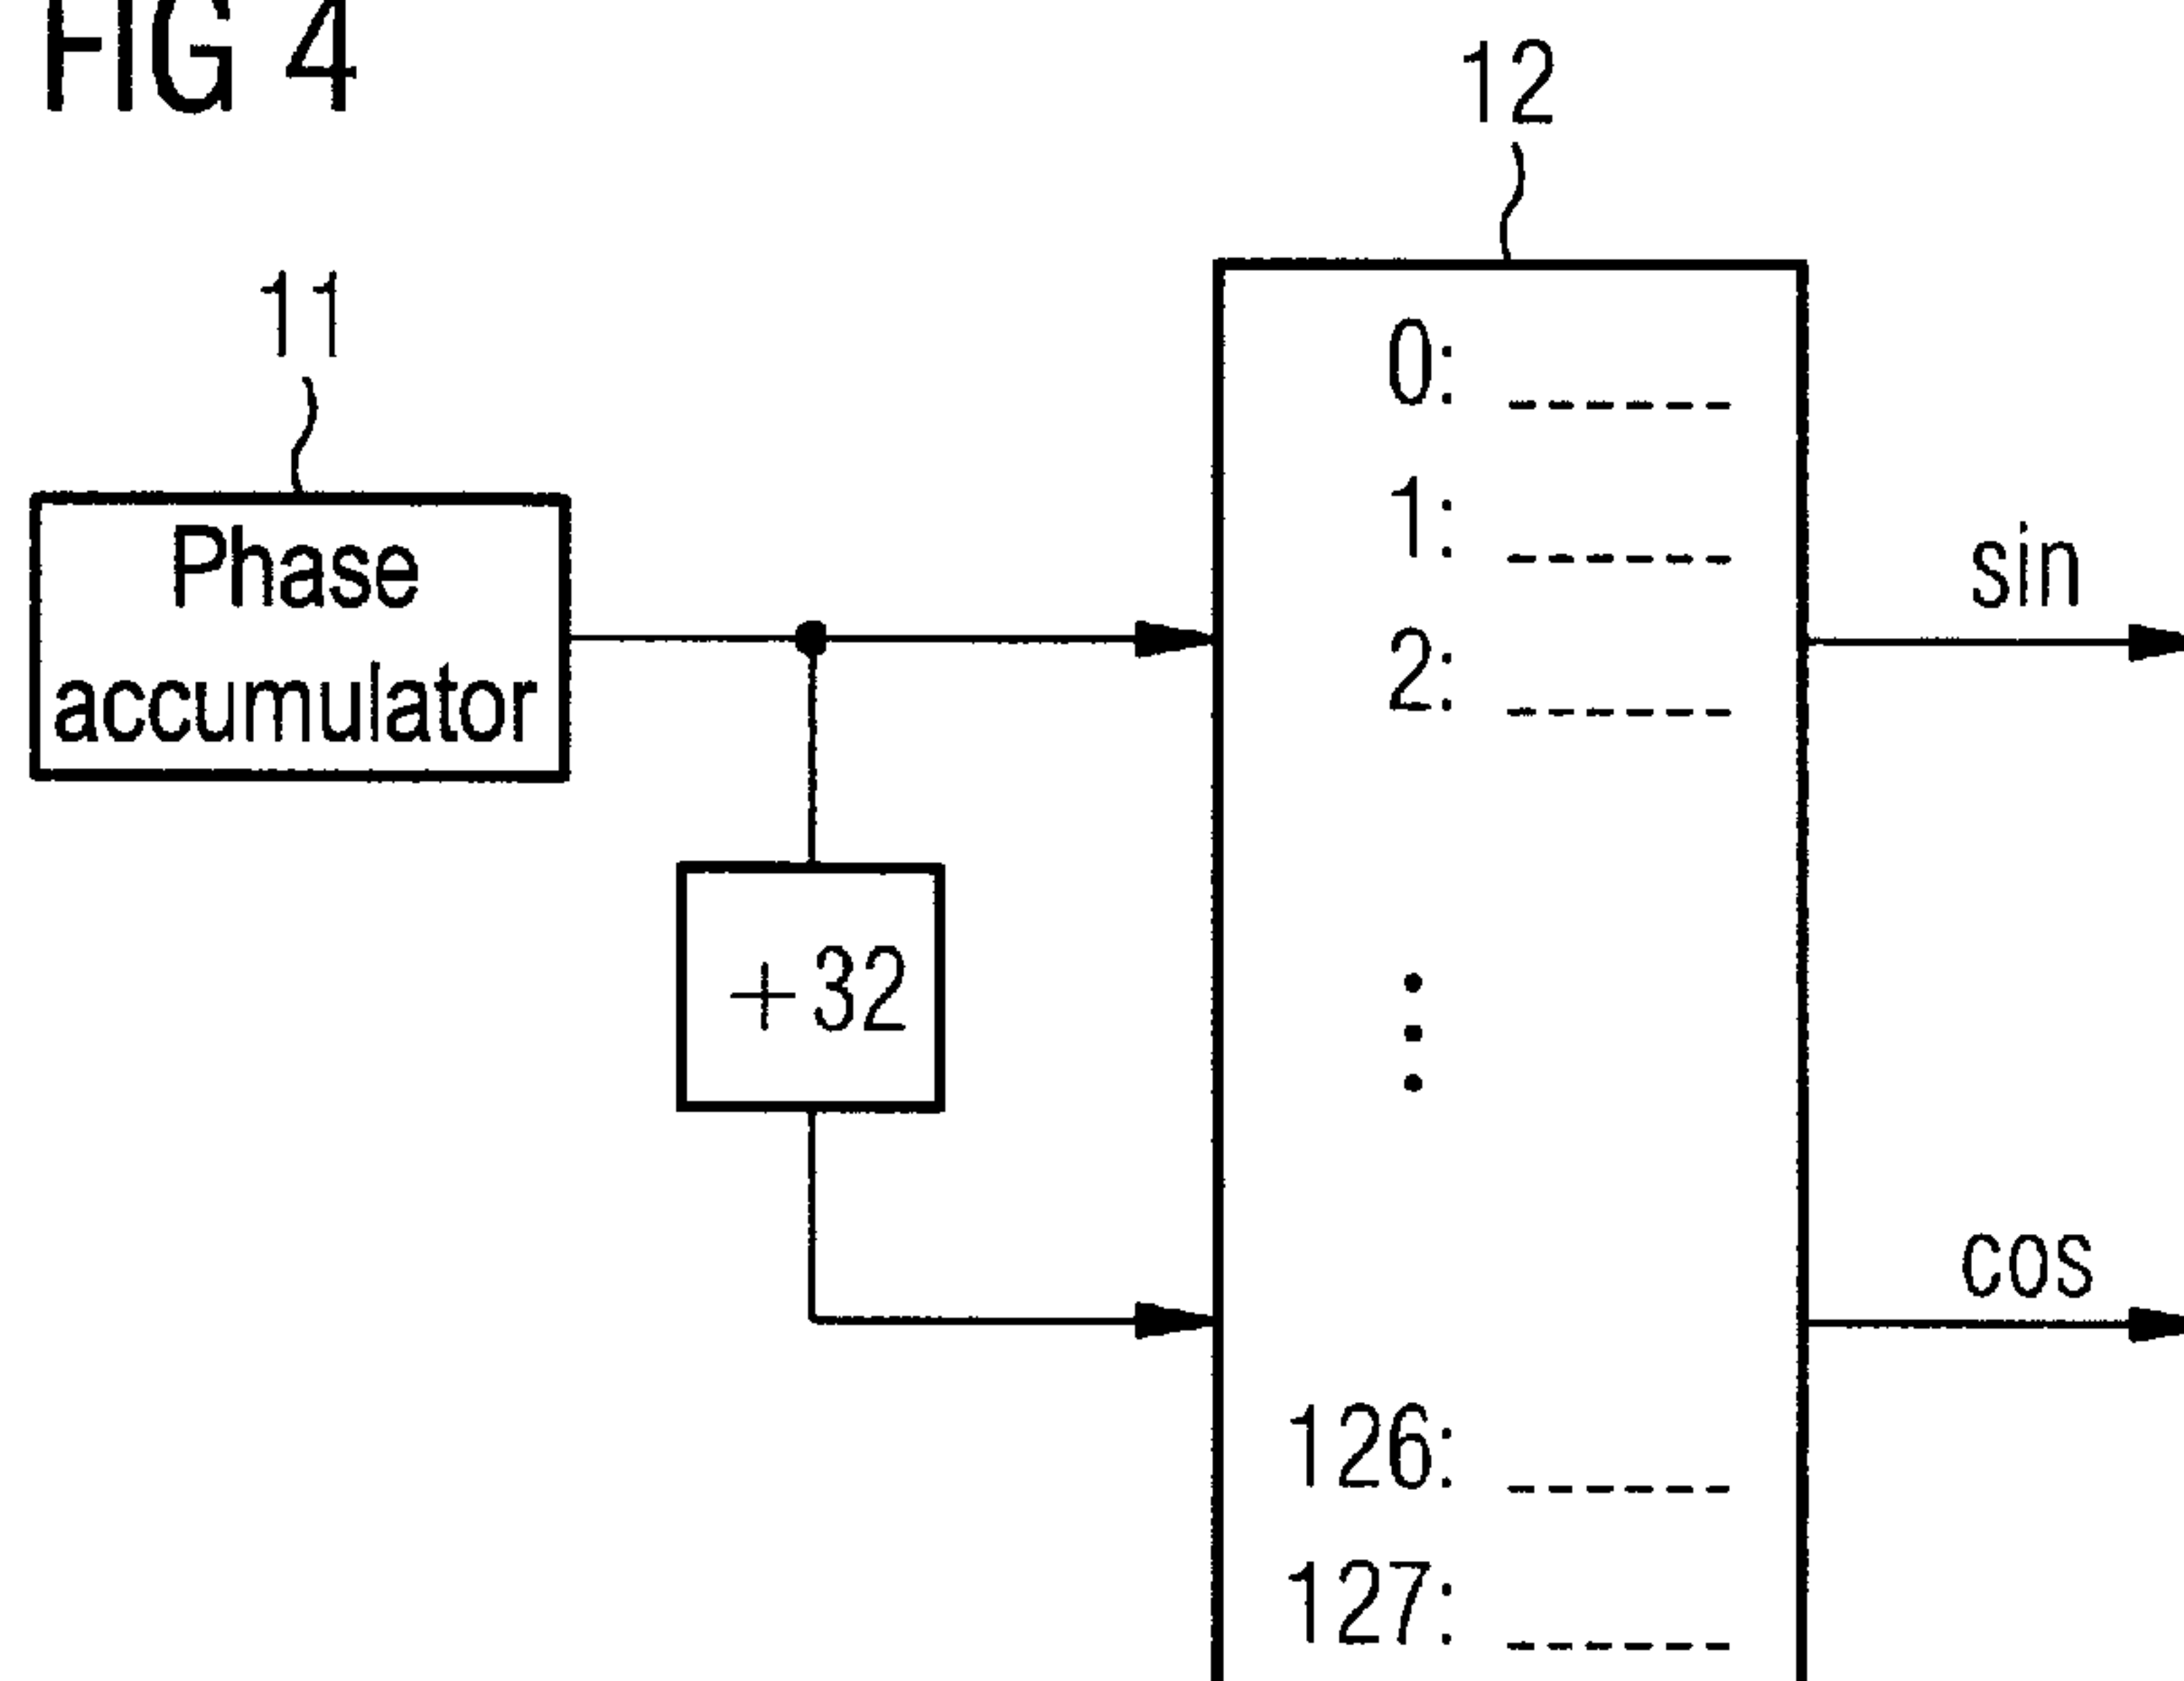 FIG 4
12
11
Phase
accumulator
0: ------
1: ------
2: ------
sin
+32
cos
126: ------
127: ------